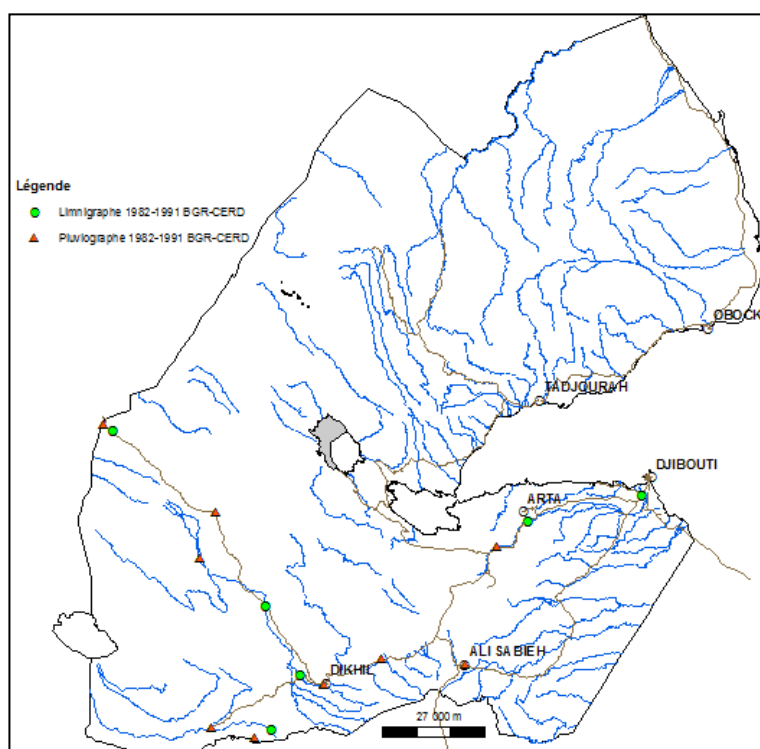 Légende
Limnigraphe 1982-1991 BGR-CERD
Pluviographe 1982-1991 BGR-CERD
OBOCK
TADJOURAH
DJIBOUTI
ARTA
ALI SABIEH
DIKHIL
27 000 m